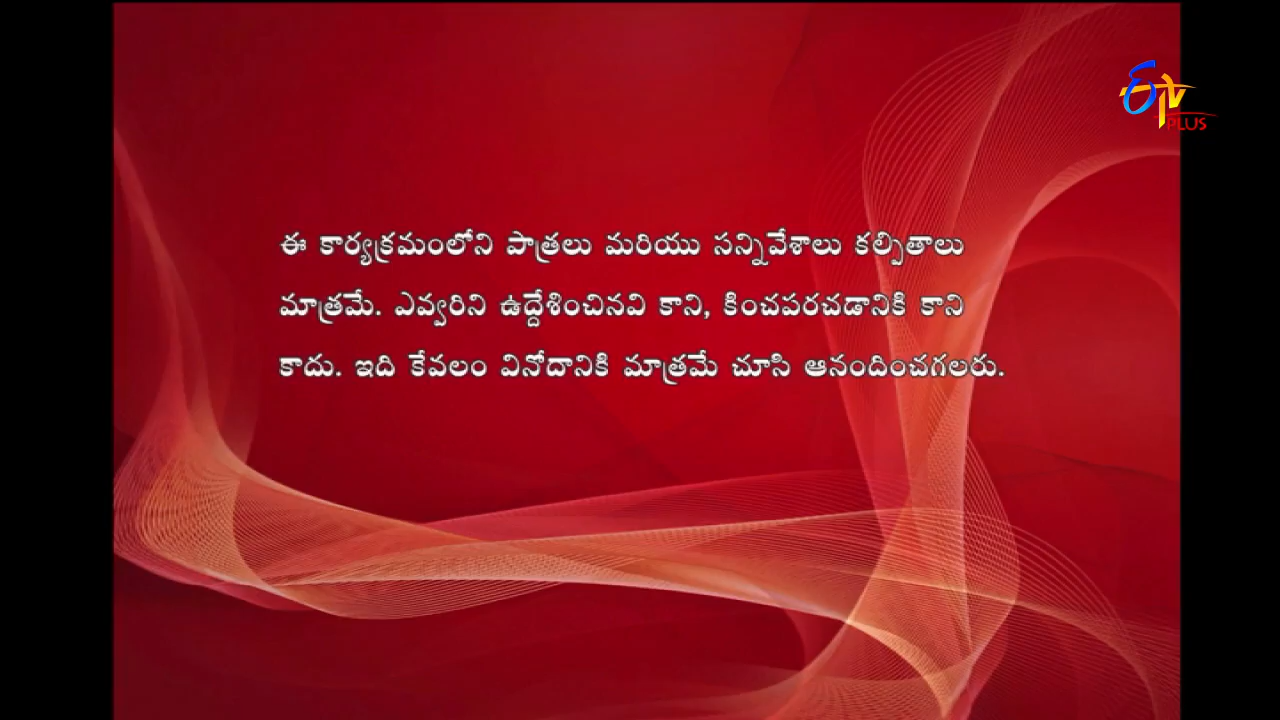 ETV
PLUS
ఈ కార్యక్రమంలోని పాత్రలు మరియు సన్నివేశాలు కల్పితాలు
మాత్రమే. ఎవ్వరిని ఉద్దేశించినవి కాని, కించపరచడానికి కాని
కాదు. ఇది కేవలం వినోదానికి మాత్రమే చూసి ఆనందించగలరు.